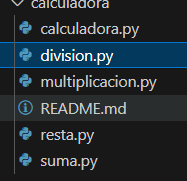 calculadora
calculadora.py
division.py
multiplicacion.py
README.md
resta.py
suma.py